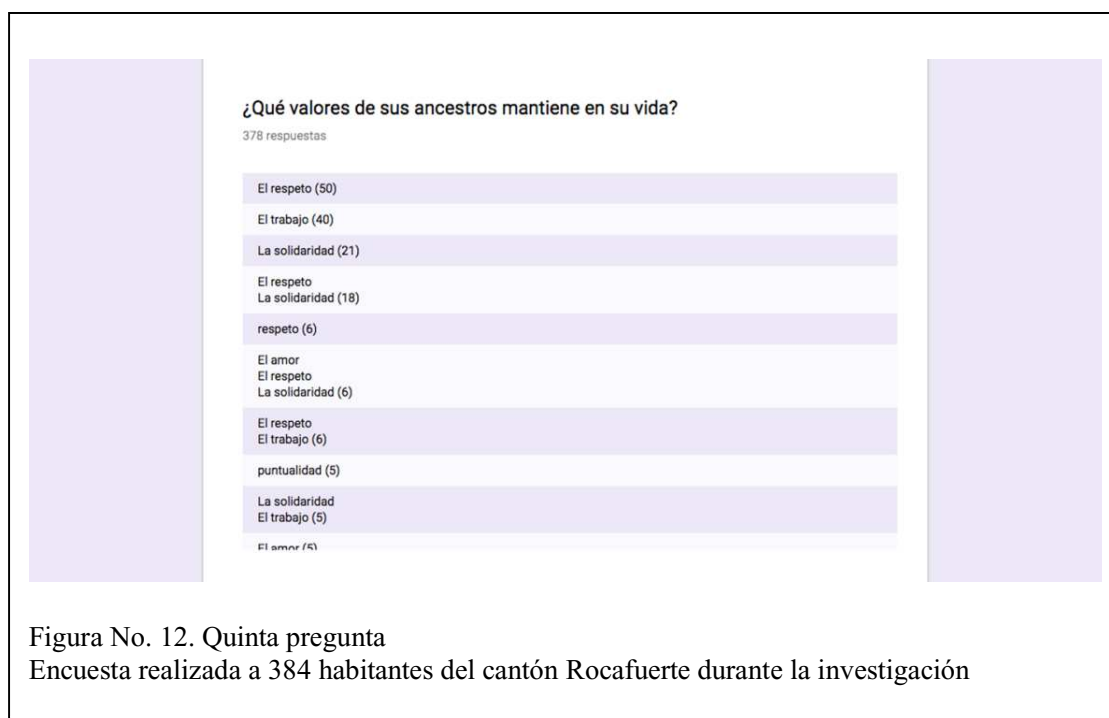 ¿Qué valores de sus ancestros mantiene en su vida?
378 respuestas
El respeto (50)
El trabajo (40)
La solidaridad (21)
El respeto
La solidaridad (18)
respeto (6)
El amor
El respeto
La solidaridad (6)
El respeto
El trabajo (6)
puntualidad (5)
La solidaridad
El trabajo (5)
El amor (5)
Figura No. 12. Quinta pregunta
Encuesta realizada a 384 habitantes del cantón Rocafuerte durante la investigación